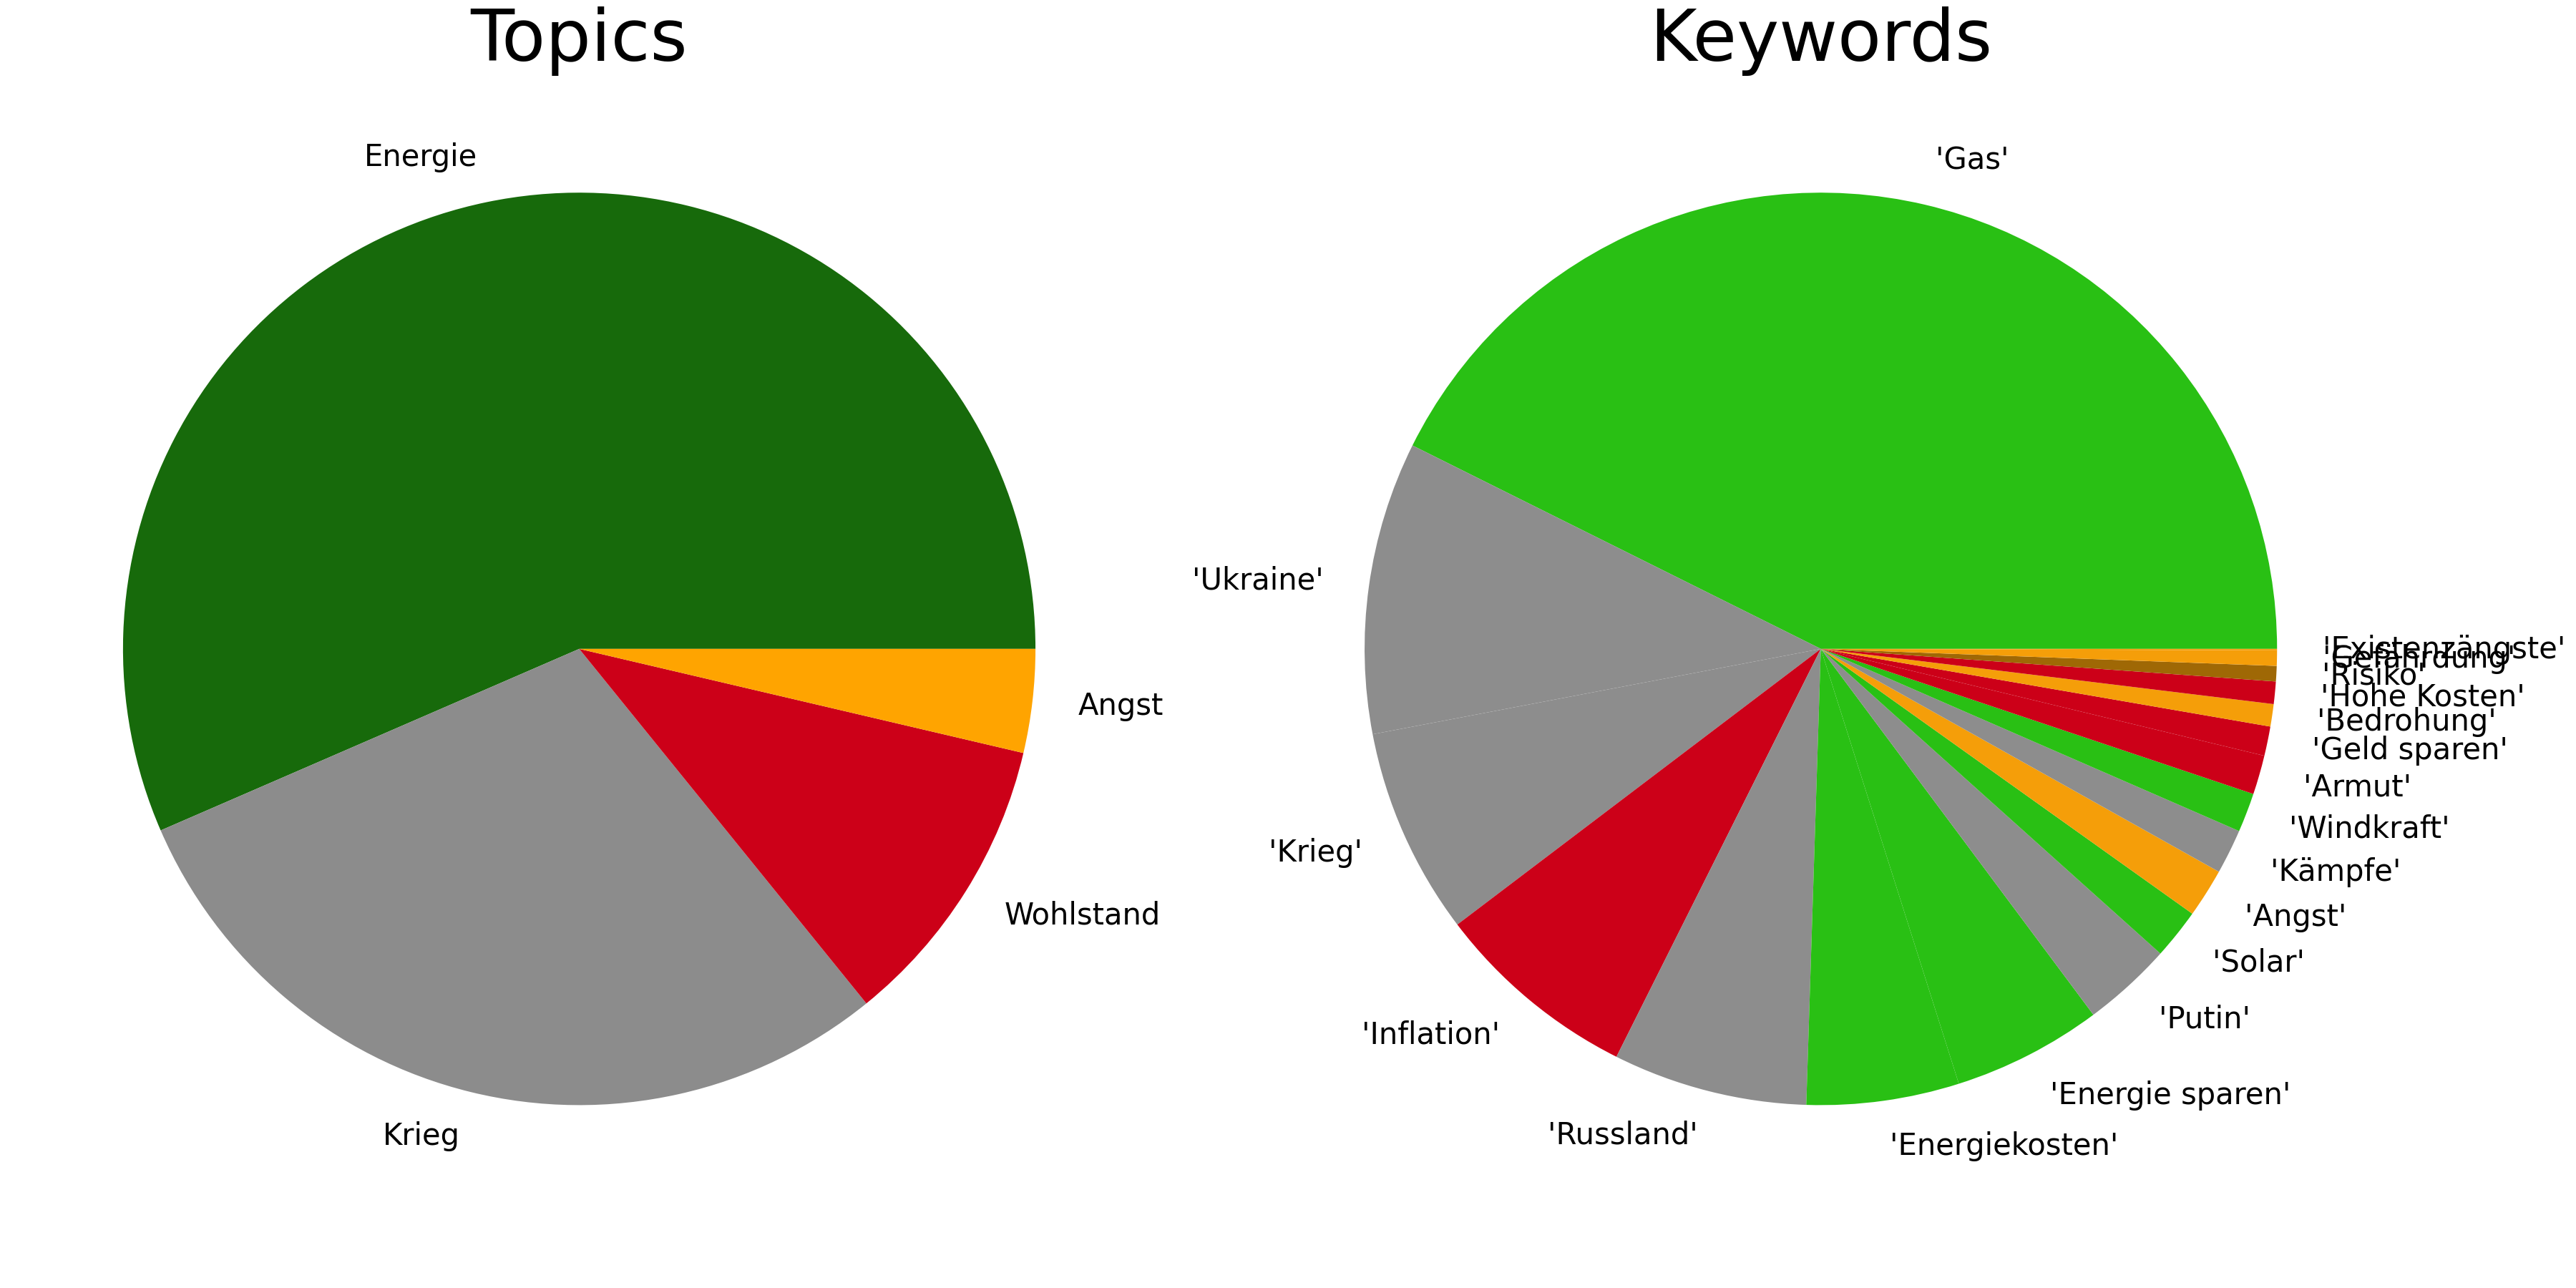 Topics
Energie
Angst
Wohlstand
Krieg
Keywords
'Gas'
'Ukraine'
'Krieg'
'Inflation'
'Russland'
'Energiekosten'
'Energie sparen'
'Putin'
'Solar'
'Angst'
'Kämpfe'
'Windkraft'
'Armut'
'Geld sparen'
'Bedrohung'
'Hohe Kosten'
'Risiko'
'Gefährdung'
'Existenzängste'